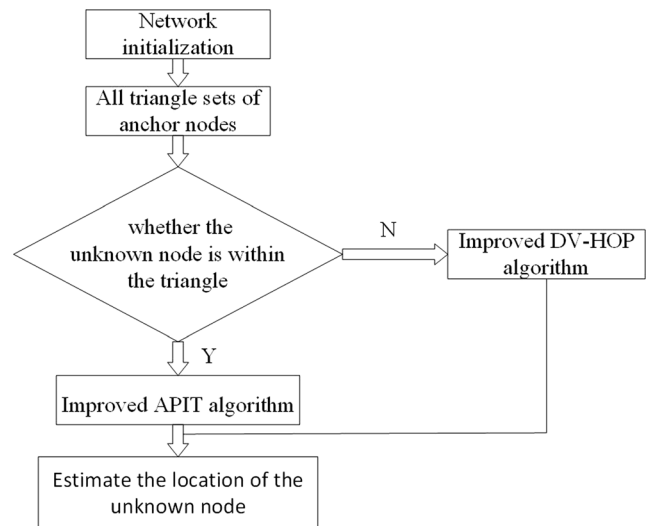 Network
initialization
All triangle sets of
anchor nodes
whether the
unknown node is within
the triangle
N
Improved DV-HOP
algorithm
Y
Improved APIT algorithm
Estimate the location of the
unknown node